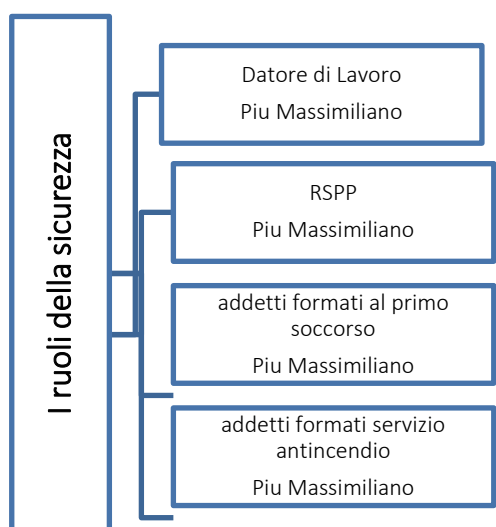 I ruoli della sicurezza
Datore di Lavoro
Piu Massimiliano
RSPP
Piu Massimiliano
addetti formati al primo
soccorso
Piu Massimiliano
addetti formati servizio
antincendio
Piu Massimiliano